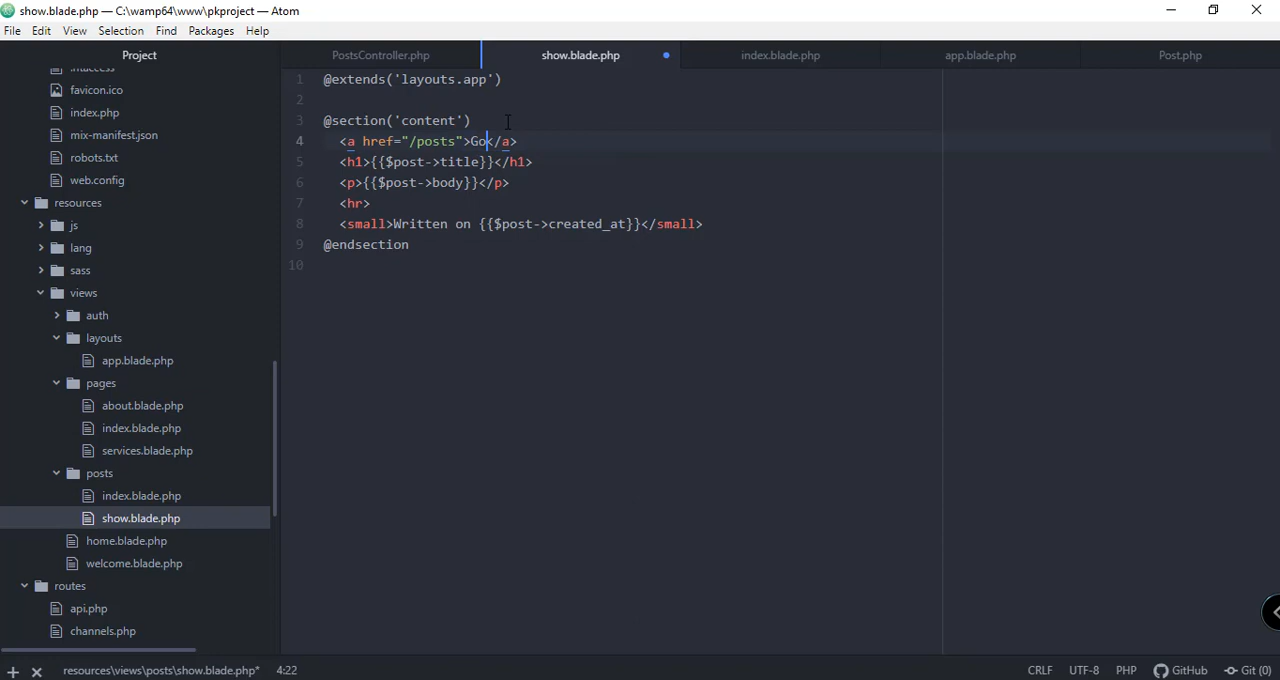 show.blade.php — C:\wamp64\www\pkproject — Atom
File Edit View Selection Find Packages Help
Project PostsController.php show.blade.php index.blade.php app.blade.php Post.php
.htaccess
favicon.ico
index.php
mix-manifest.json
robots.txt
web.config
resources
js
lang
sass
views
auth
layouts
app.blade.php
pages
about.blade.php
index.blade.php
services.blade.php
posts
index.blade.php
show.blade.php
home.blade.php
welcome.blade.php
routes
api.php
channels.php
1 @extends('layouts.app')
2
3 @section('content')
4 <a href="/posts">Go</a>
5 <h1>{{$post->title}}</h1>
6 <p>{{$post->body}}</p>
7 <hr>
8 <small>Written on {{$post->created_at}}</small>
9 @endsection
10
resources\views\posts\show.blade.php* 4:22 CRLF UTF-8 PHP GitHub Git (0)